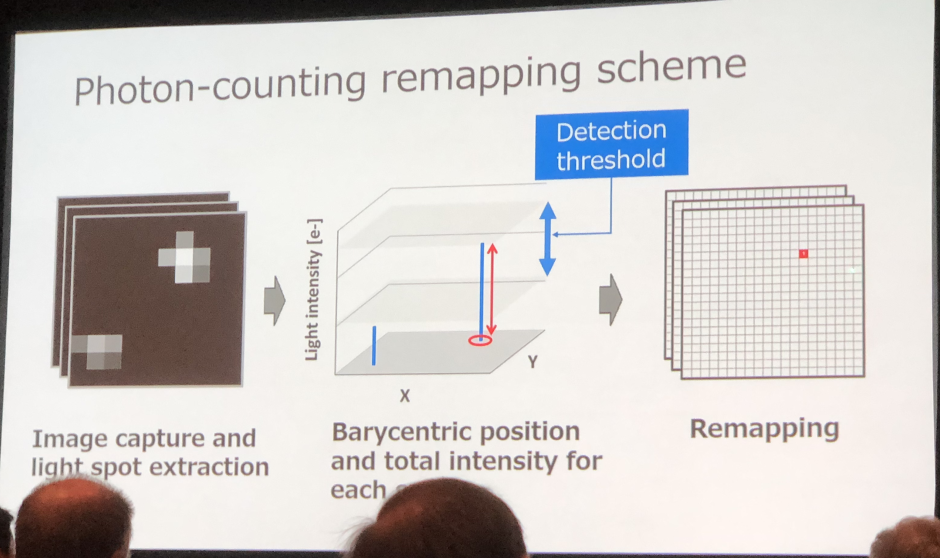 Photon-counting remapping scheme
Detection
threshold
Light intensity [e-]
X
Y
Image capture and
light spot extraction
Barycentric position
and total intensity for
each
Remapping